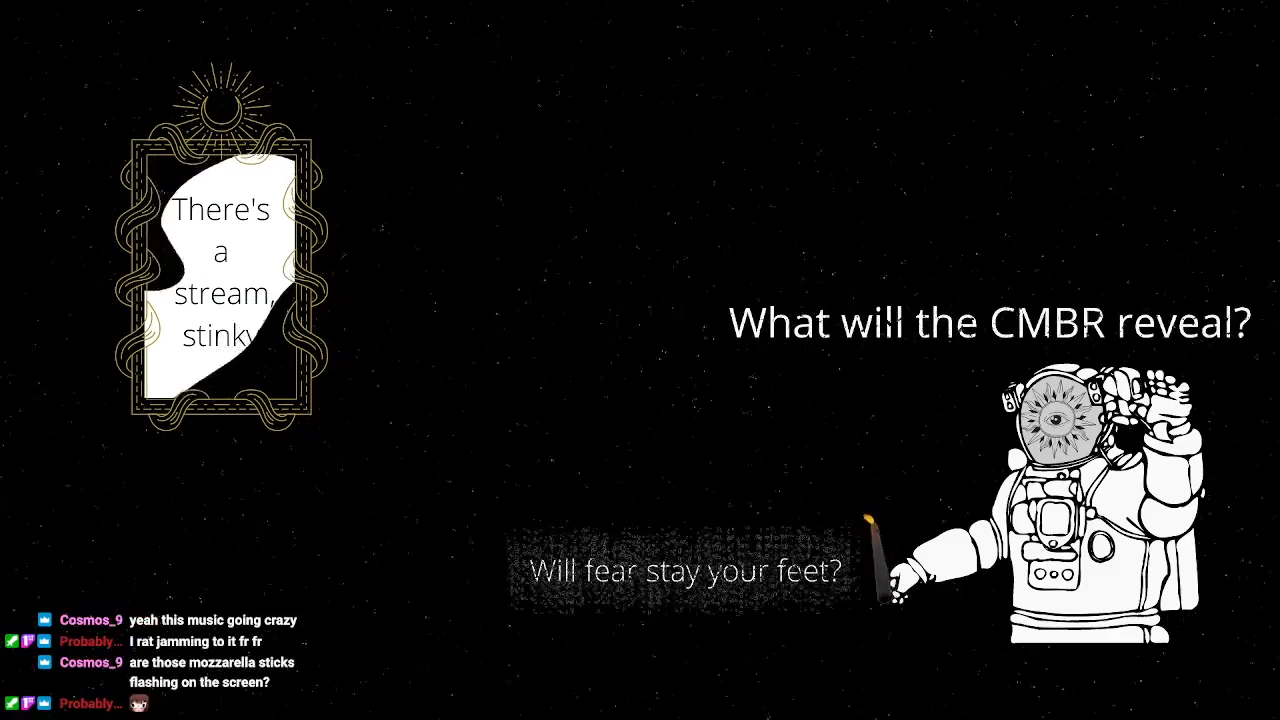 There's
a
stream,
stinky
What will the CMBR reveal?
Will fear stay your feet?
Cosmos_9 yeah this music going crazy
Probably... I rat jamming to it fr fr
Cosmos_9 are those mozzarella sticks
flashing on the screen?
Probably...